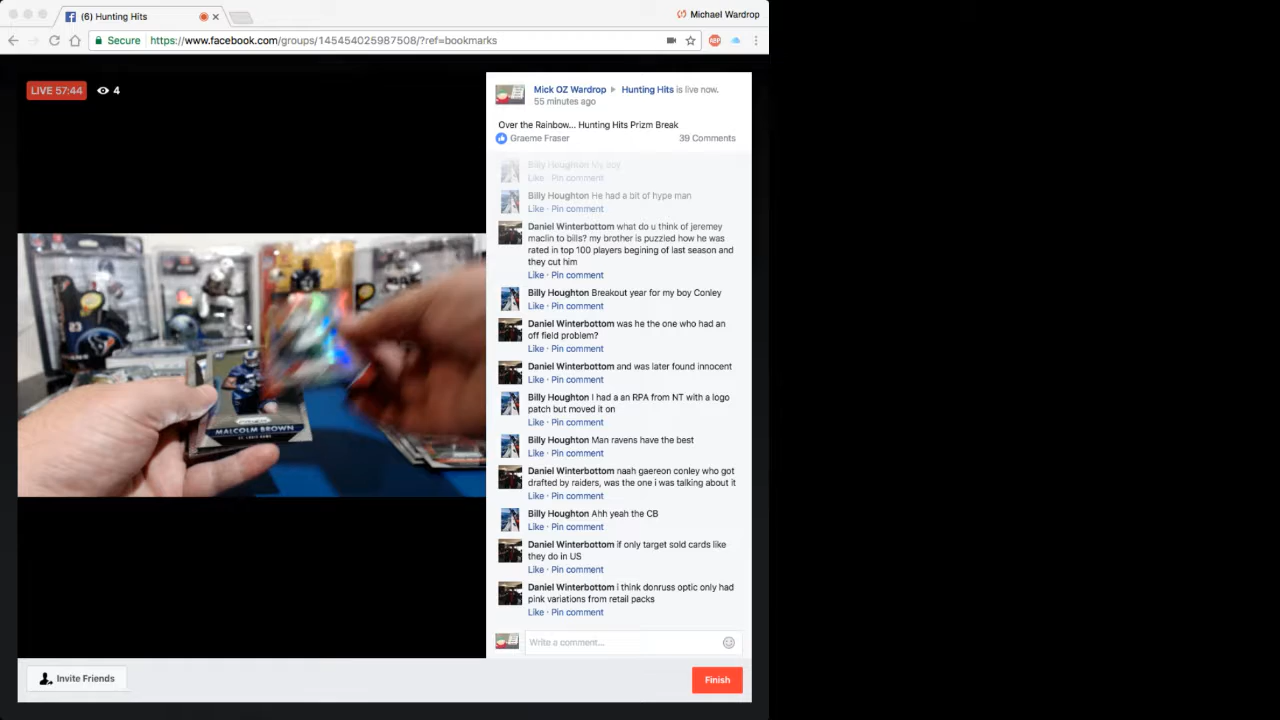 (6) Hunting Hits
Michael Wardrop
Secure https://www.facebook.com/groups/145454025987508/?ref=bookmarks
ABP
LIVE 57:44 4
Mick OZ Wardrop Hunting Hits is live now.
55 minutes ago
Over the Rainbow... Hunting Hits Prizm Break
Graeme Fraser 39 Comments
Billy Houghton My boy
Like · Pin comment
Billy Houghton He had a bit of hype man
Like · Pin comment
Daniel Winterbottom what do u think of jeremey
maclin to bills? my brother is puzzled how he was
rated in top 100 players begining of last season and
they cut him
Like · Pin comment
Billy Houghton Breakout year for my boy Conley
Like · Pin comment
Daniel Winterbottom was he the one who had an
off field problem?
Like · Pin comment
Daniel Winterbottom and was later found innocent
Like · Pin comment
Billy Houghton I had a an RPA from NT with a logo
patch but moved it on
Like · Pin comment
Billy Houghton Man ravens have the best
Like · Pin comment
Daniel Winterbottom naah gaereon conley who got
drafted by raiders, was the one i was talking about it
Like · Pin comment
Billy Houghton Ahh yeah the CB
Like · Pin comment
Daniel Winterbottom if only target sold cards like
they do in US
Like · Pin comment
Daniel Winterbottom i think donruss optic only had
pink variations from retail packs
Like · Pin comment
Write a comment...
Invite Friends
Finish
MALCOLM BROWN
ST. LOUIS RAMS
23